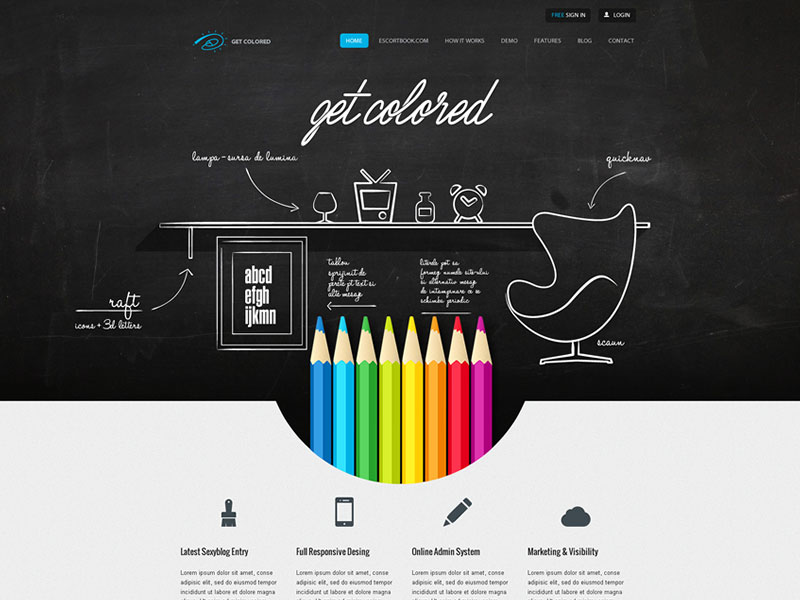 FREE SIGN IN
LOGIN
GET COLORED
HOME
ESCORTBOOK.COM
HOW IT WORKS
DEMO
FEATURES
BLOG
CONTACT
get colored
lampa - sursa de lumina
quicknav
abcd
efgh
ijkmn
tablou
sprijinit de
perete pt text si
alte mesaje
literele pot sa
formeg numele site-ului
si alternativ mesaje
de intampinare ce se
schimba periodic
raft
icons + 3d letters
scaun
Latest Sexyblog Entry
Full Responsive Desing
Online Admin System
Marketing & Visibility
Lorem ipsum dolor sit amet, conse
adipisic elit, sed do eiusmod tempor
incididunt ut labore et dolore magna
Lorem ipsum dolor sit amet, conse
adipisic elit, sed do eiusmod tempor
incididunt ut labore et dolore magna
Lorem ipsum dolor sit amet, conse
adipisic elit, sed do eiusmod tempor
incididunt ut labore et dolore magna
Lorem ipsum dolor sit amet, conse
adipisic elit, sed do eiusmod tempor
incididunt ut labore et dolore magna